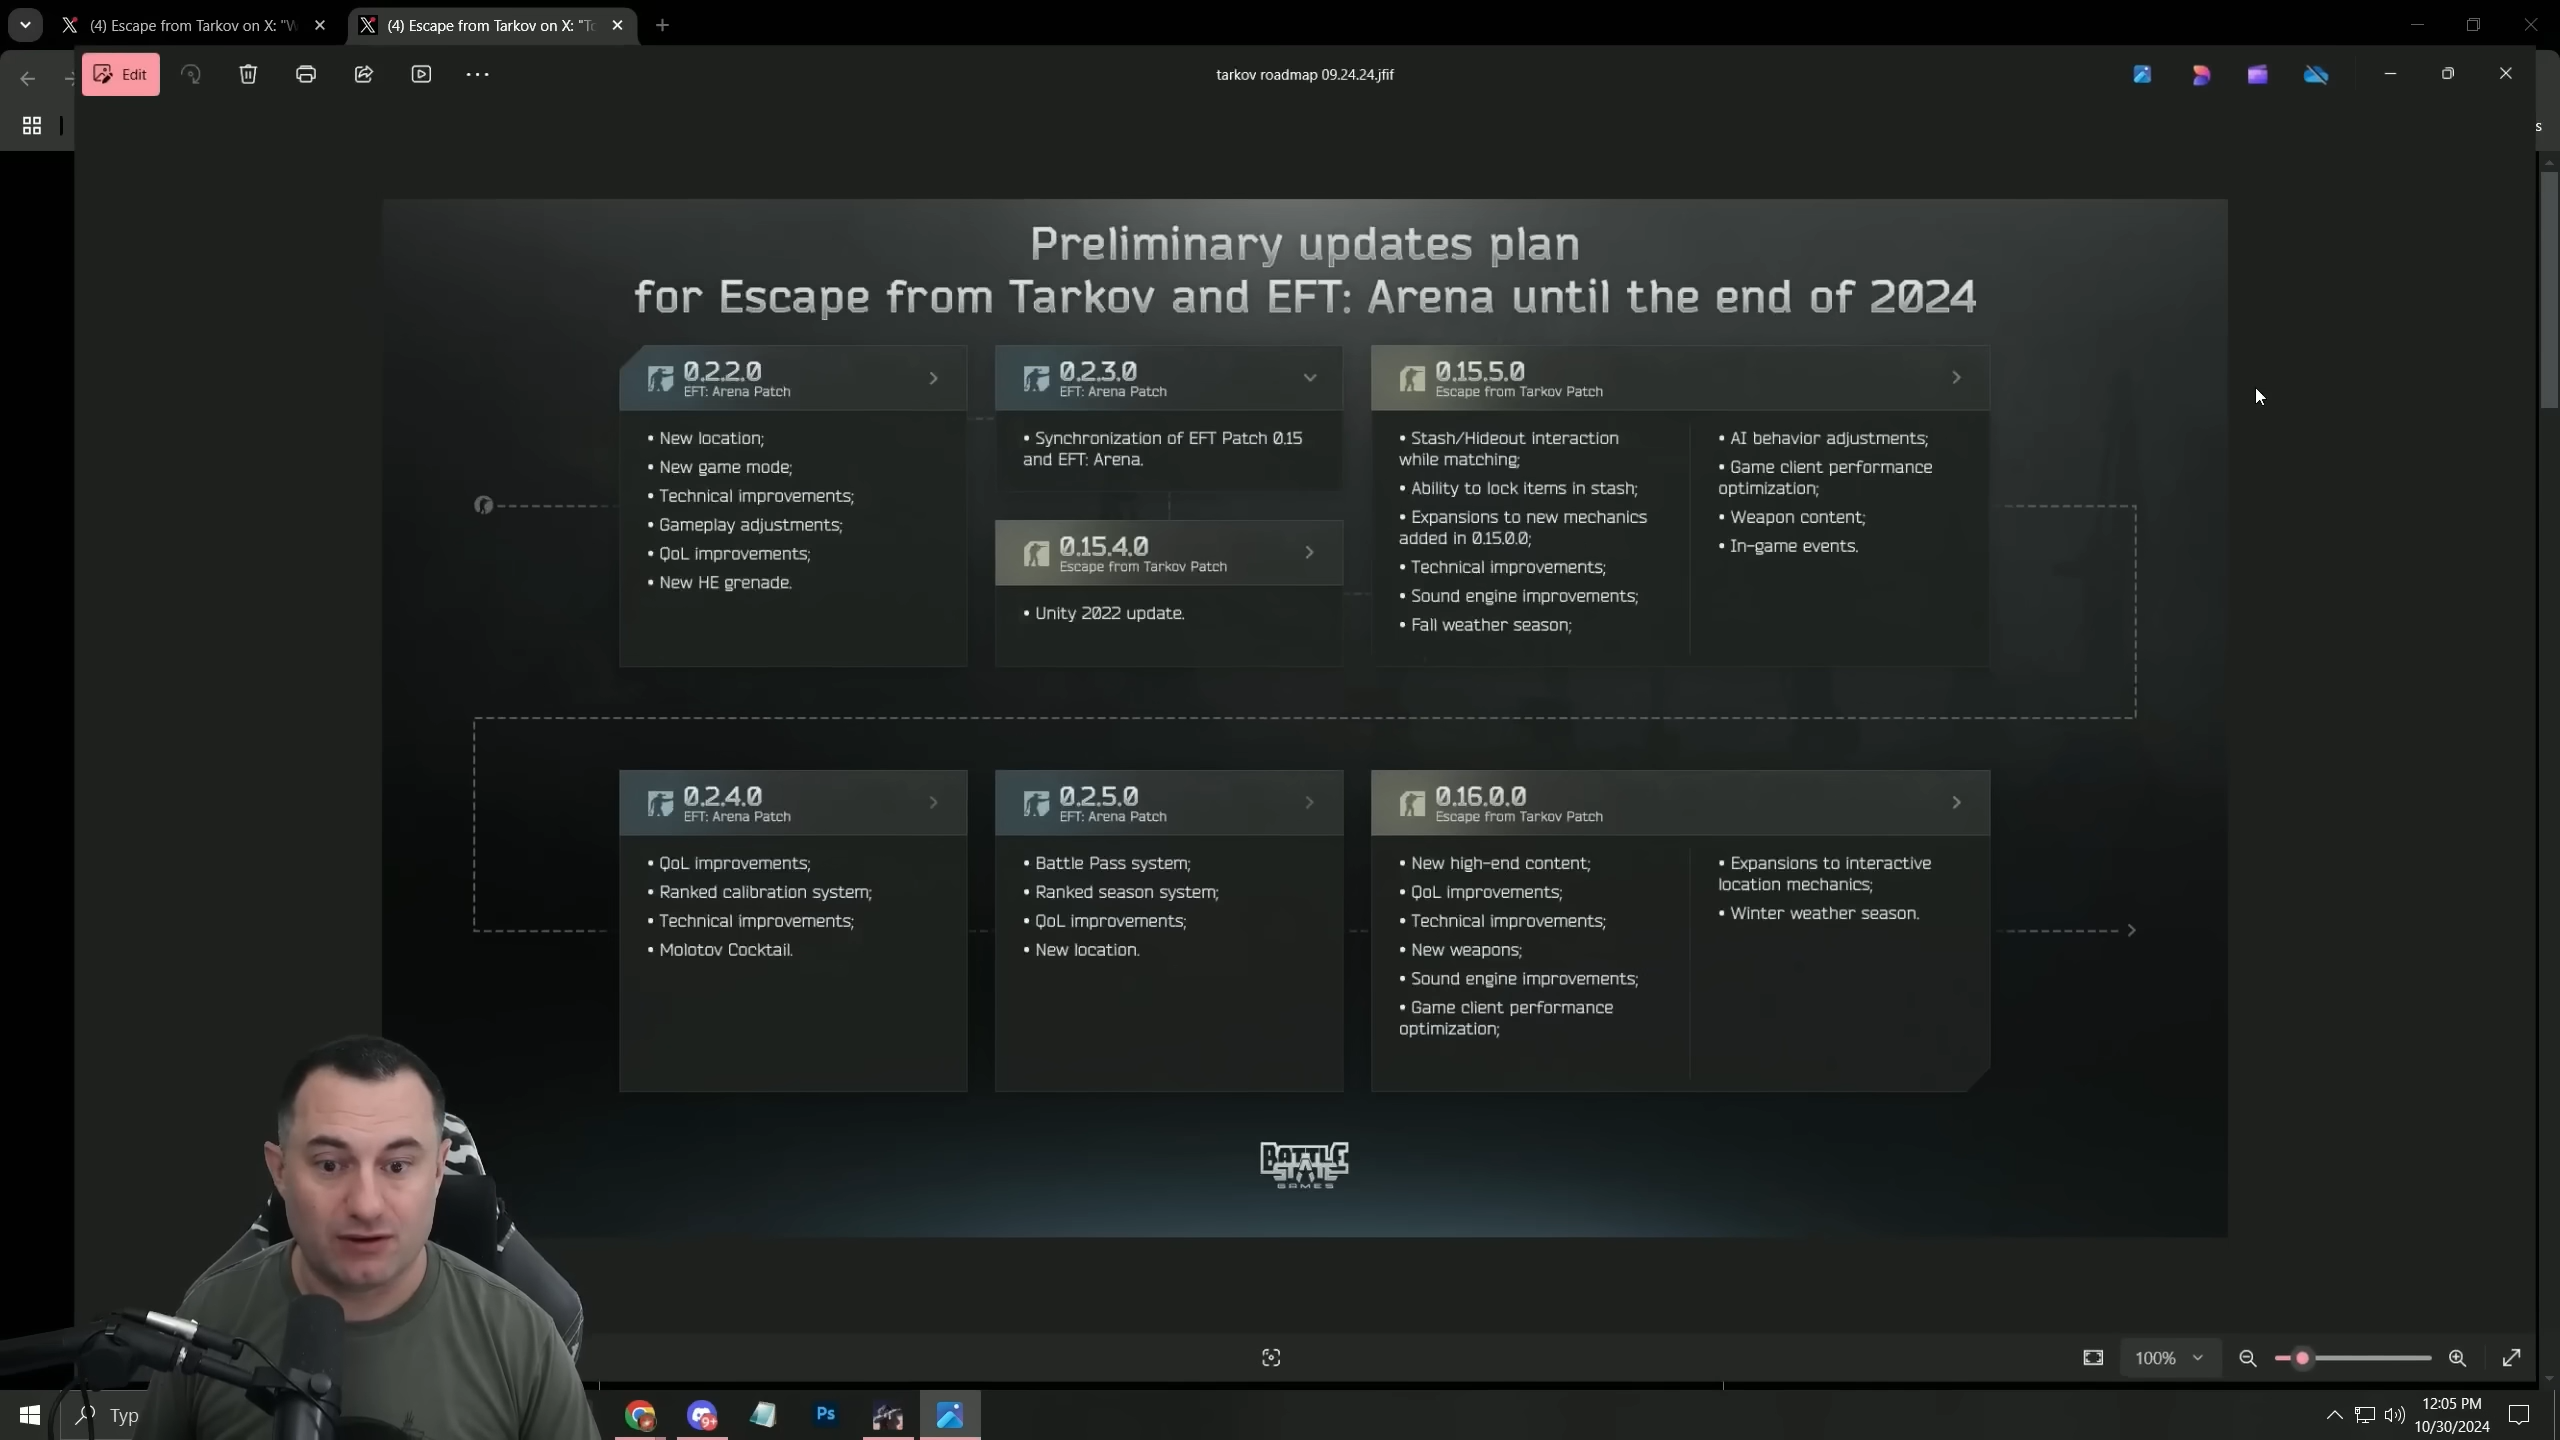 (4) Escape from Tarkov on X: "W
(4) Escape from Tarkov on X: "To
Edit
tarkov roadmap 09.24.24.jfif
s
Preliminary updates plan
for Escape from Tarkov and EFT: Arena until the end of 2024
0.2.2.0
EFT: Arena Patch
• New location;
• New game mode;
• Technical improvements;
• Gameplay adjustments;
• QoL improvements;
• New HE grenade.
0.2.3.0
EFT: Arena Patch
• Synchronization of EFT Patch 0.15
and EFT: Arena.
0.15.4.0
Escape from Tarkov Patch
• Unity 2022 update.
0.15.5.0
Escape from Tarkov Patch
• Stash/Hideout interaction
while matching;
• Ability to lock items in stash;
• Expansions to new mechanics
added in 0.15.0.0;
• Technical improvements;
• Sound engine improvements;
• Fall weather season;
• AI behavior adjustments;
• Game client performance
optimization;
• Weapon content;
• In-game events.
0.2.4.0
EFT: Arena Patch
• QoL improvements;
• Ranked calibration system;
• Technical improvements;
• Molotov Cocktail.
0.2.5.0
EFT: Arena Patch
• Battle Pass system;
• Ranked season system;
• QoL improvements;
• New location.
0.16.0.0
Escape from Tarkov Patch
• New high-end content;
• QoL improvements;
• Technical improvements;
• New weapons;
• Sound engine improvements;
• Game client performance
optimization;
• Expansions to interactive
location mechanics;
• Winter weather season.
BATTLE
STATE
GAMES
100%
Typ
9+
Ps
12:05 PM
10/30/2024